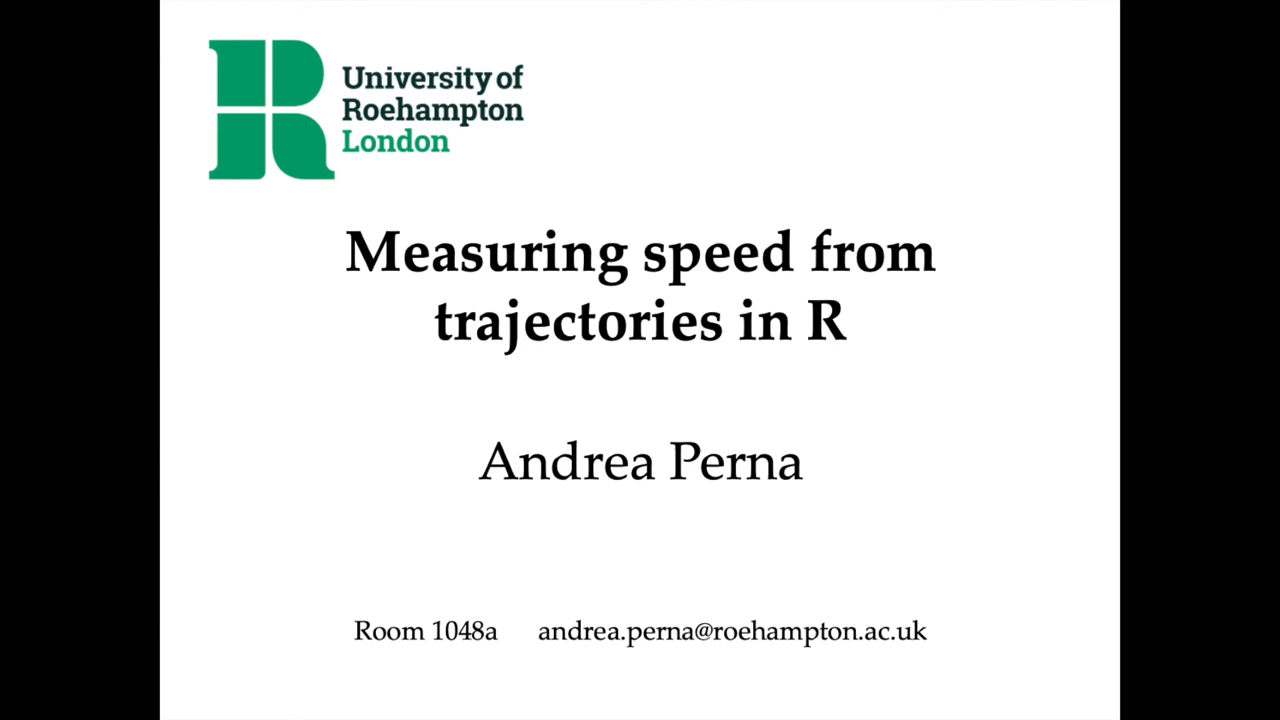 University of
Roehampton
London
Measuring speed from
trajectories in R
Andrea Perna
Room 1048a andrea.perna@roehampton.ac.uk